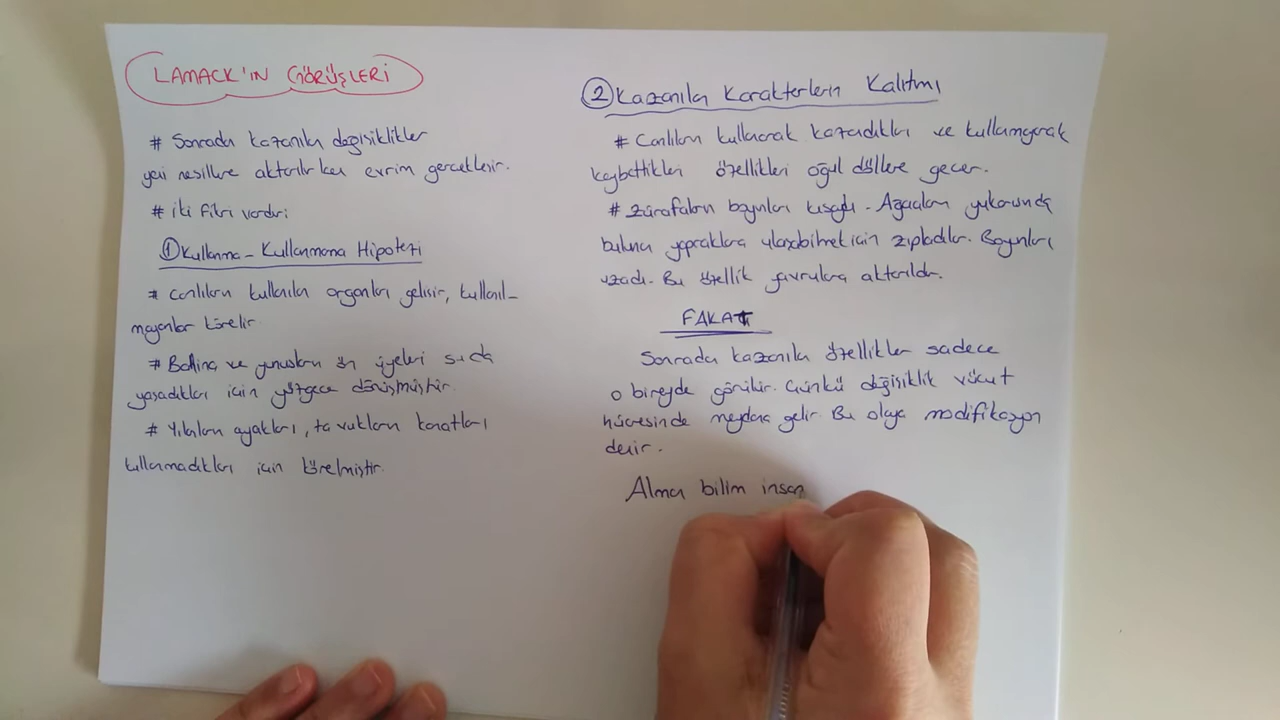 LAMACK'IN GÖRÜŞLERİ
# Sonradan kazanılan değişiklikler
yeni nesillere aktarılırken evrim gerçekleşir.
# İki fikri vardır:
① Kullanma - Kullanmama Hipotezi
* Canlıların kullanılan organları gelişir, kullanıl-
mayanlar körelir.
# Balina ve yunusların ön üyeleri suda
yaşadıkları için yüzgece dönüşmüştür.
# Yılanların ayakları, tavukların kanatları
kullanmadıkları için körelmiştir.
② Kazanılan Karakterlerin Kalıtımı
# Canlıların kullanarak kazandıkları ve kullanmayarak
kaybettikleri özellikleri oğul döllere geçer.
# Zürafaların boyunları kısaydı. Ağaçların yukarısında
bulunan yapraklara ulaşabilmek için zıpladılar. Boyunları
uzadı. Bu özellik yavrulara aktarıldı.
FAKAT
Sonradan kazanılan özellikler sadece
o bireyde görülür. Çünkü değişiklik vücut
hücresinde meydana gelir. Bu olaya modifikasyon
denir.
Alman bilim insan